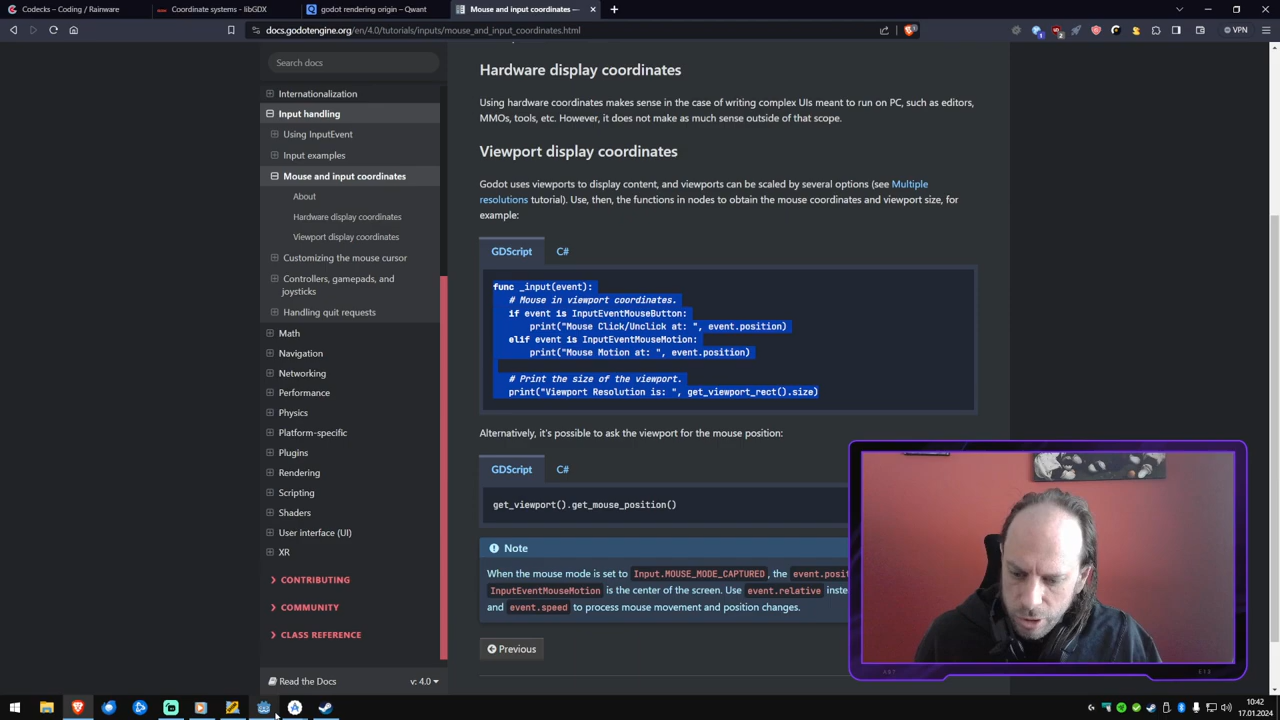 Codecks – Coding / Rainware
Coordinate systems - libGDX
godot rendering origin – Qwant
Mouse and input coordinates —
docs.godotengine.org/en/4.0/tutorials/inputs/mouse_and_input_coordinates.html
VPN
Search docs
Internationalization
Input handling
Using InputEvent
Input examples
Mouse and input coordinates
About
Hardware display coordinates
Viewport display coordinates
Customizing the mouse cursor
Controllers, gamepads, and
joysticks
Handling quit requests
Math
Navigation
Networking
Performance
Physics
Platform-specific
Plugins
Rendering
Scripting
Shaders
User interface (UI)
XR
CONTRIBUTING
COMMUNITY
CLASS REFERENCE
Read the Docs
v: 4.0
Hardware display coordinates
Using hardware coordinates makes sense in the case of writing complex UIs meant to run on PC, such as editors,
MMOs, tools, etc. However, it does not make as much sense outside of that scope.
Viewport display coordinates
Godot uses viewports to display content, and viewports can be scaled by several options (see Multiple
resolutions tutorial). Use, then, the functions in nodes to obtain the mouse coordinates and viewport size, for
example:
GDScript C#
func _input(event):
# Mouse in viewport coordinates.
if event is InputEventMouseButton:
print("Mouse Click/Unclick at: ", event.position)
elif event is InputEventMouseMotion:
print("Mouse Motion at: ", event.position)
# Print the size of the viewport.
print("Viewport Resolution is: ", get_viewport_rect().size)
Alternatively, it's possible to ask the viewport for the mouse position:
GDScript C#
get_viewport().get_mouse_position()
Note
When the mouse mode is set to Input.MOUSE_MODE_CAPTURED, the event.posit
InputEventMouseMotion is the center of the screen. Use event.relative inste
and event.speed to process mouse movement and position changes.
Previous
10:42
17.01.2024